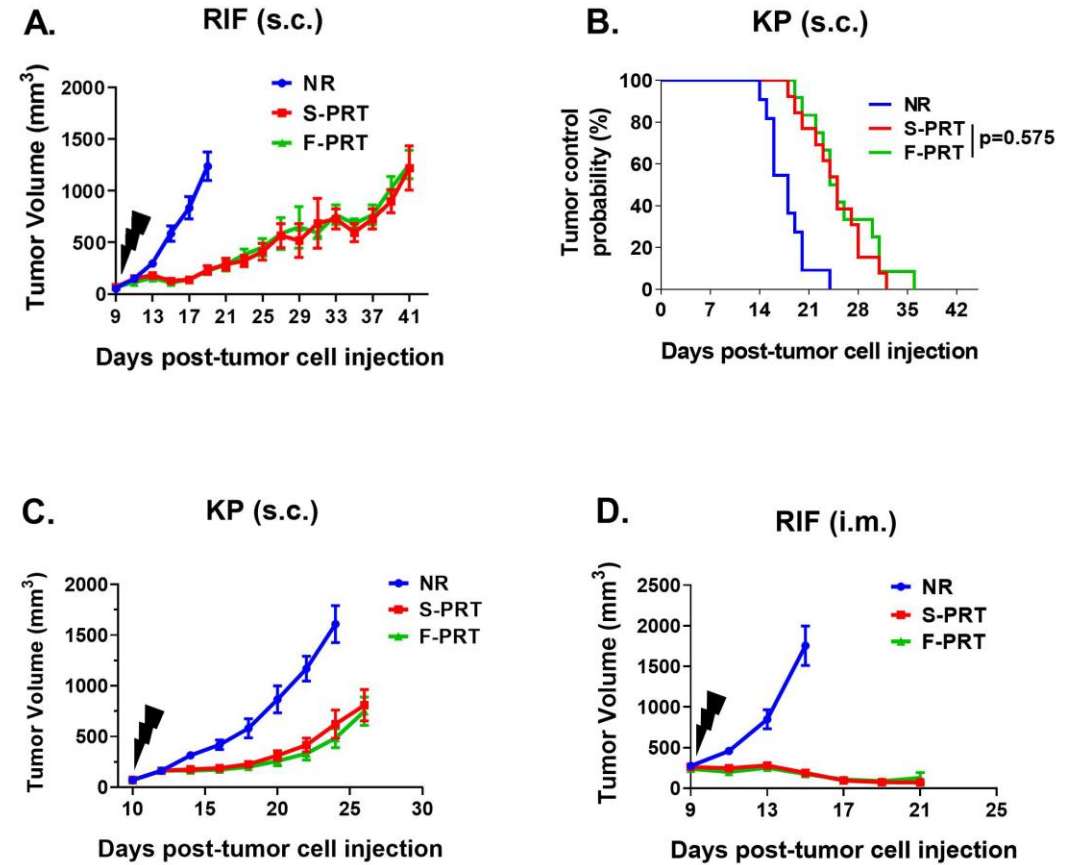 A.
RIF (s.c.)
Tumor Volume (mm³)
2000
1500
1000
500
0
NR
S-PRT
F-PRT
9 13 17 21 25 29 33 37 41
Days post-tumor cell injection
B.
KP (s.c.)
Tumor control
probability (%)
100
80
60
40
20
0
NR
S-PRT
F-PRT
p=0.575
0 7 14 21 28 35 42
Days post-tumor cell injection
C.
KP (s.c.)
Tumor Volume (mm³)
2000
1500
1000
500
0
NR
S-PRT
F-PRT
10 15 20 25 30
Days post-tumor cell injection
D.
RIF (i.m.)
Tumor Volume (mm³)
2500
2000
1500
1000
500
0
NR
S-PRT
F-PRT
9 13 17 21 25
Days post-tumor cell injection